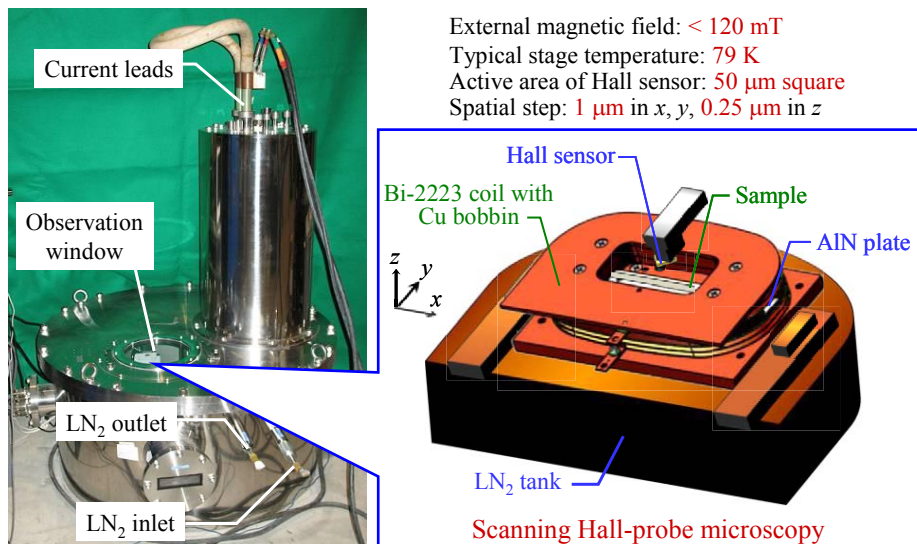 External magnetic field: < 120 mT
Typical stage temperature: 79 K
Active area of Hall sensor: 50 μm square
Spatial step: 1 μm in x, y, 0.25 μm in z
Current leads
Observation
window
LN₂ outlet
LN₂ inlet
Hall sensor
Bi-2223 coil with
Cu bobbin
Sample
AlN plate
z
y
x
LN₂ tank
Scanning Hall-probe microscopy